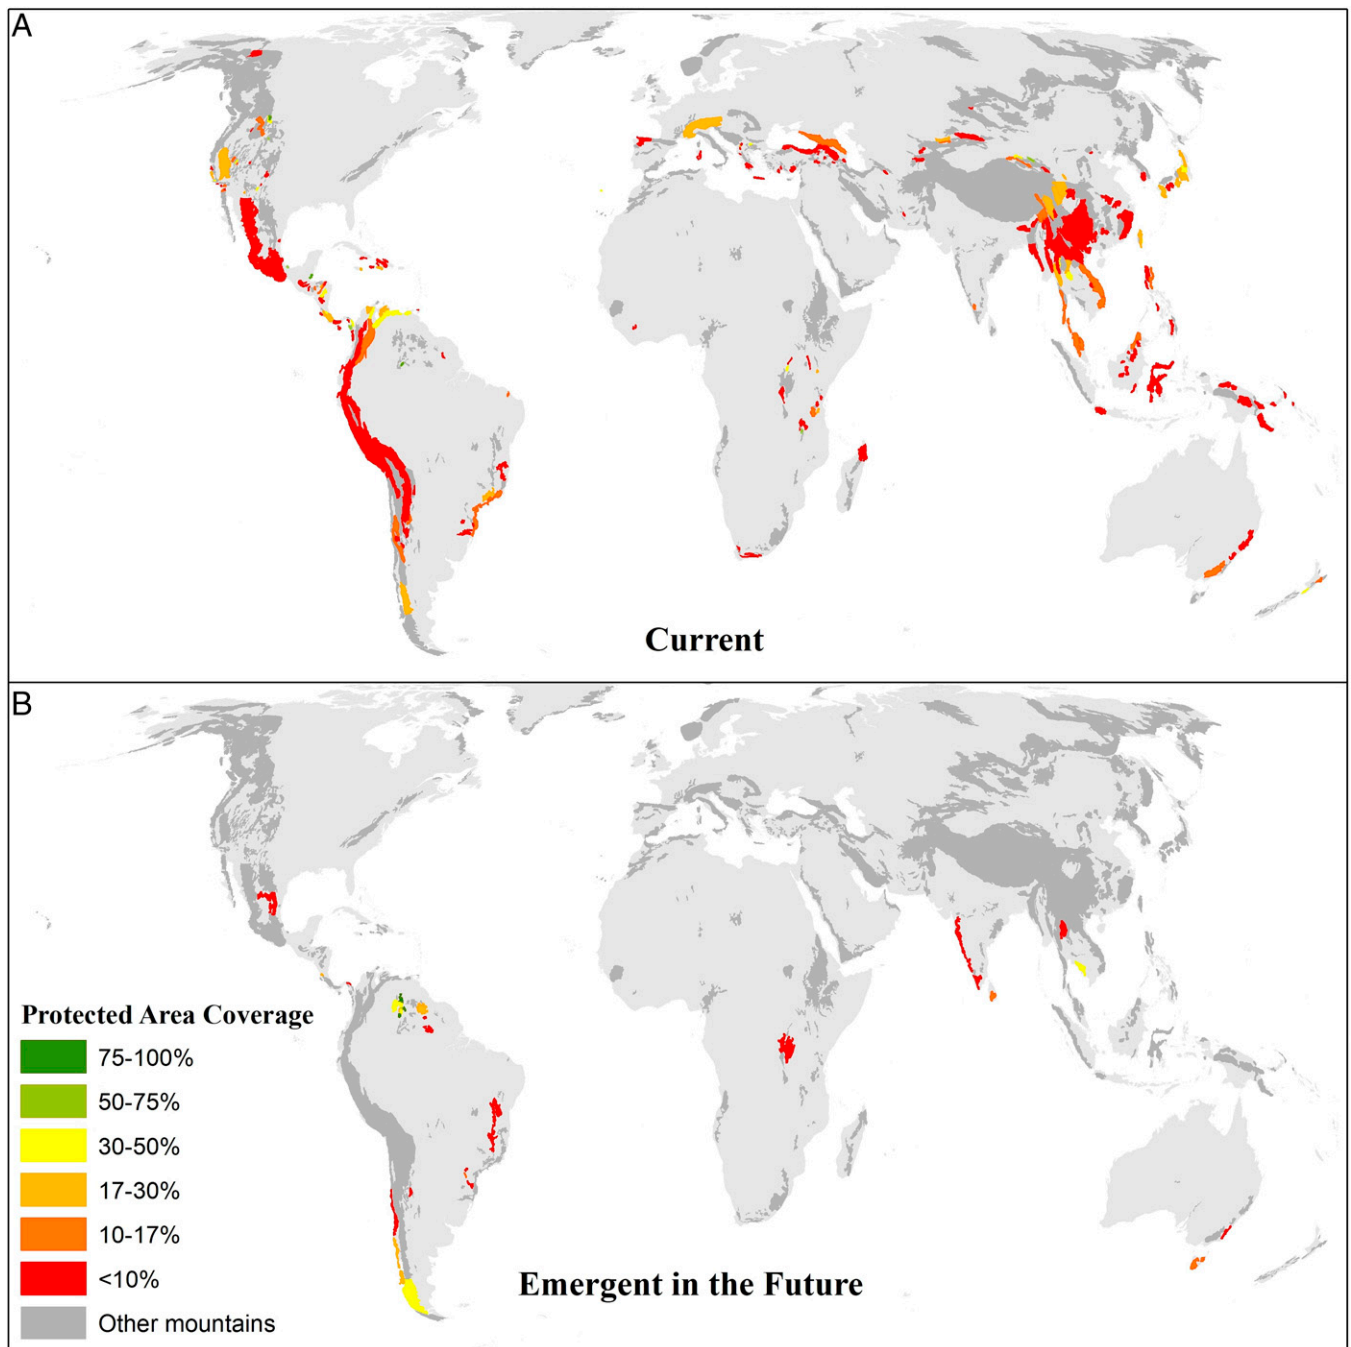 A
Current
B
Protected Area Coverage
75-100%
50-75%
30-50%
17-30%
10-17%
<10%
Other mountains
Emergent in the Future